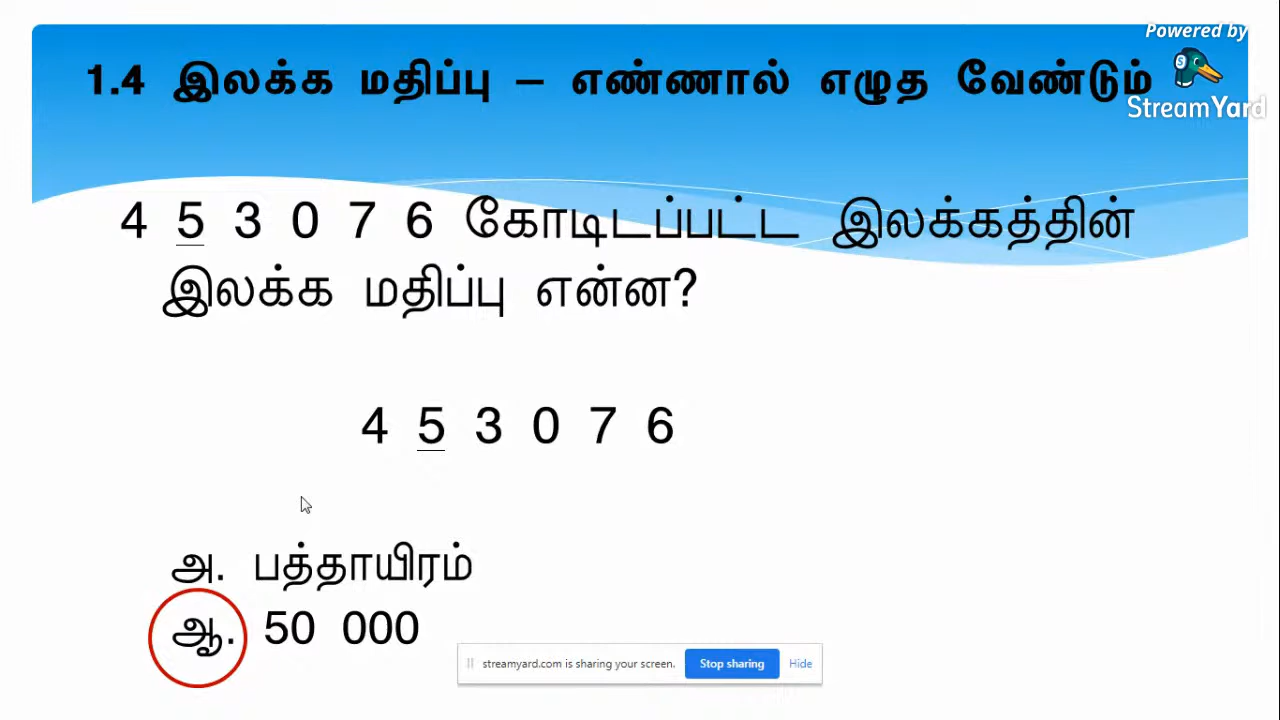 Powered by
StreamYard
1.4 இலக்க மதிப்பு – எண்ணால் எழுத வேண்டும்
4 5 3 0 7 6 கோடிடப்பட்ட இலக்கத்தின்
இலக்க மதிப்பு என்ன?
4 5 3 0 7 6
அ. பத்தாயிரம்
ஆ. 50 000
streamyard.com is sharing your screen. Stop sharing Hide